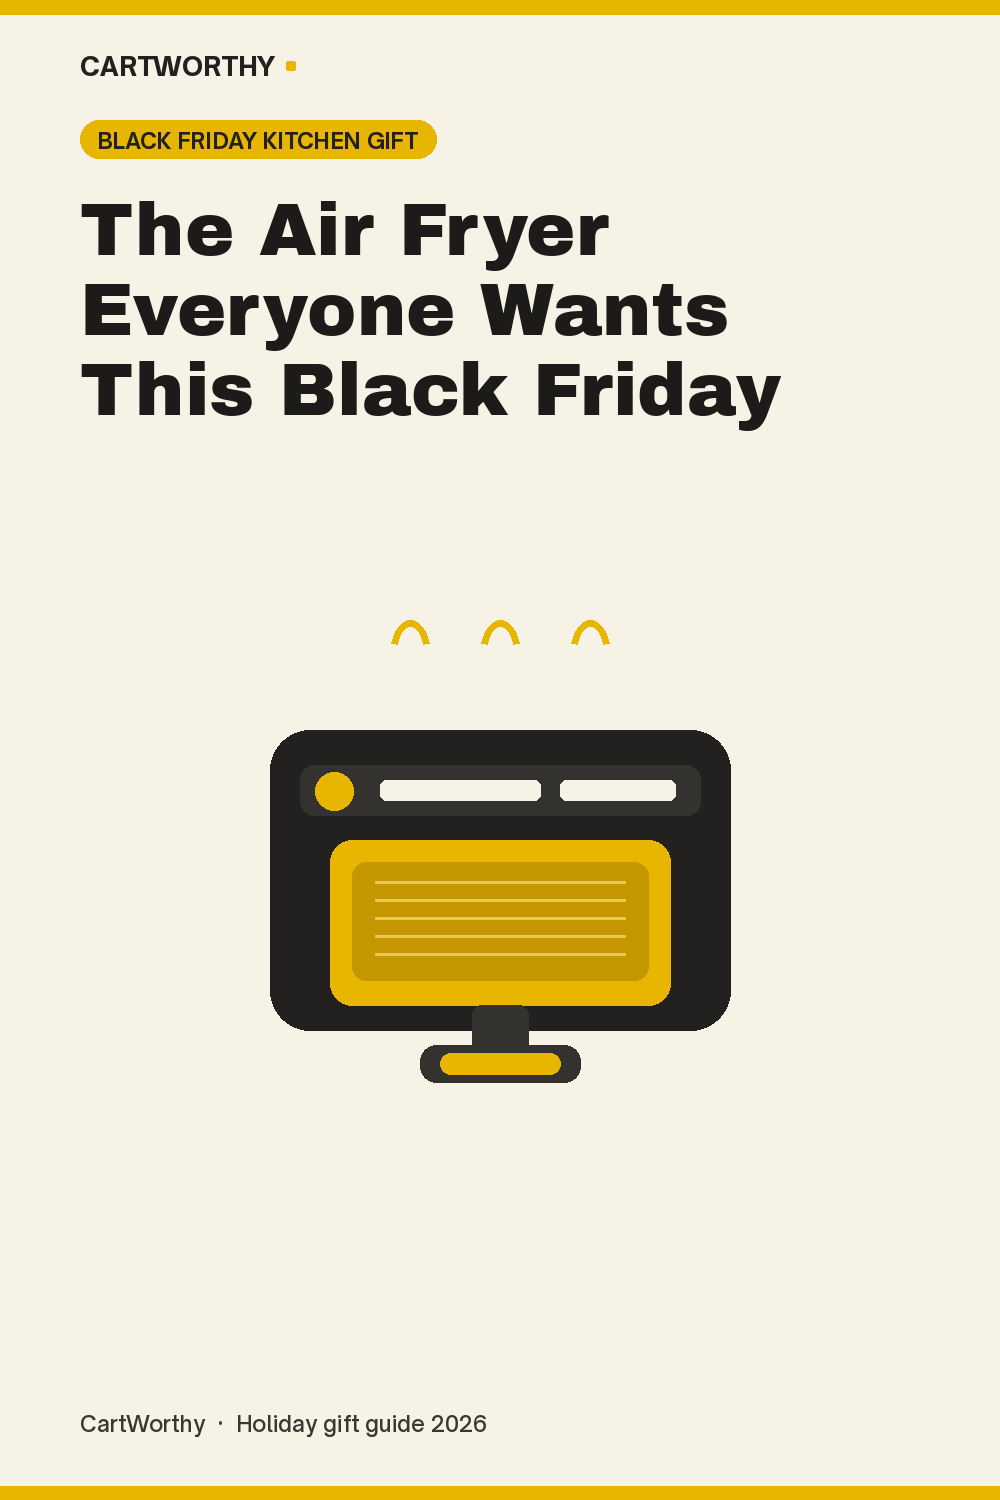 CARTWORTHY
BLACK FRIDAY KITCHEN GIFT
The Air Fryer
Everyone Wants
This Black Friday
CartWorthy · Holiday gift guide 2026